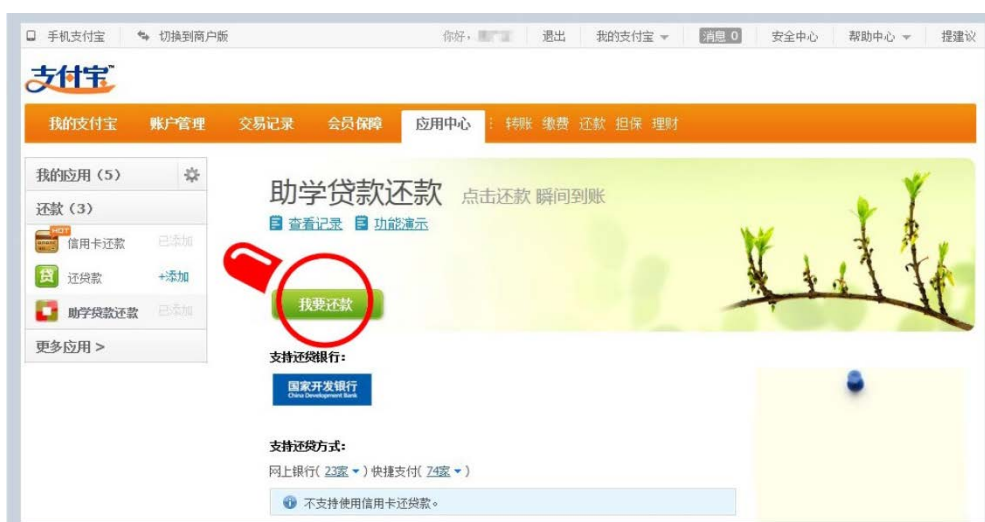 手机支付宝 切换到商户版 你好， 退出 我的支付宝 消息 0 安全中心 帮助中心 提建议
支付宝
我的支付宝 账户管理 交易记录 会员保障 应用中心 转账 缴费 还款 担保 理财
我的应用（5）
还款（3）
HOT
信用卡还款 已添加
贷 还贷款 +添加
助学贷款还款 已添加
更多应用 >
助学贷款还款 点击还款 瞬间到账
查看记录 功能演示
我要还款
支持还贷银行：
国家开发银行
China Development Bank
支持还贷方式：
网上银行( 23家 ) 快捷支付( 74家 )
不支持使用信用卡还贷款。